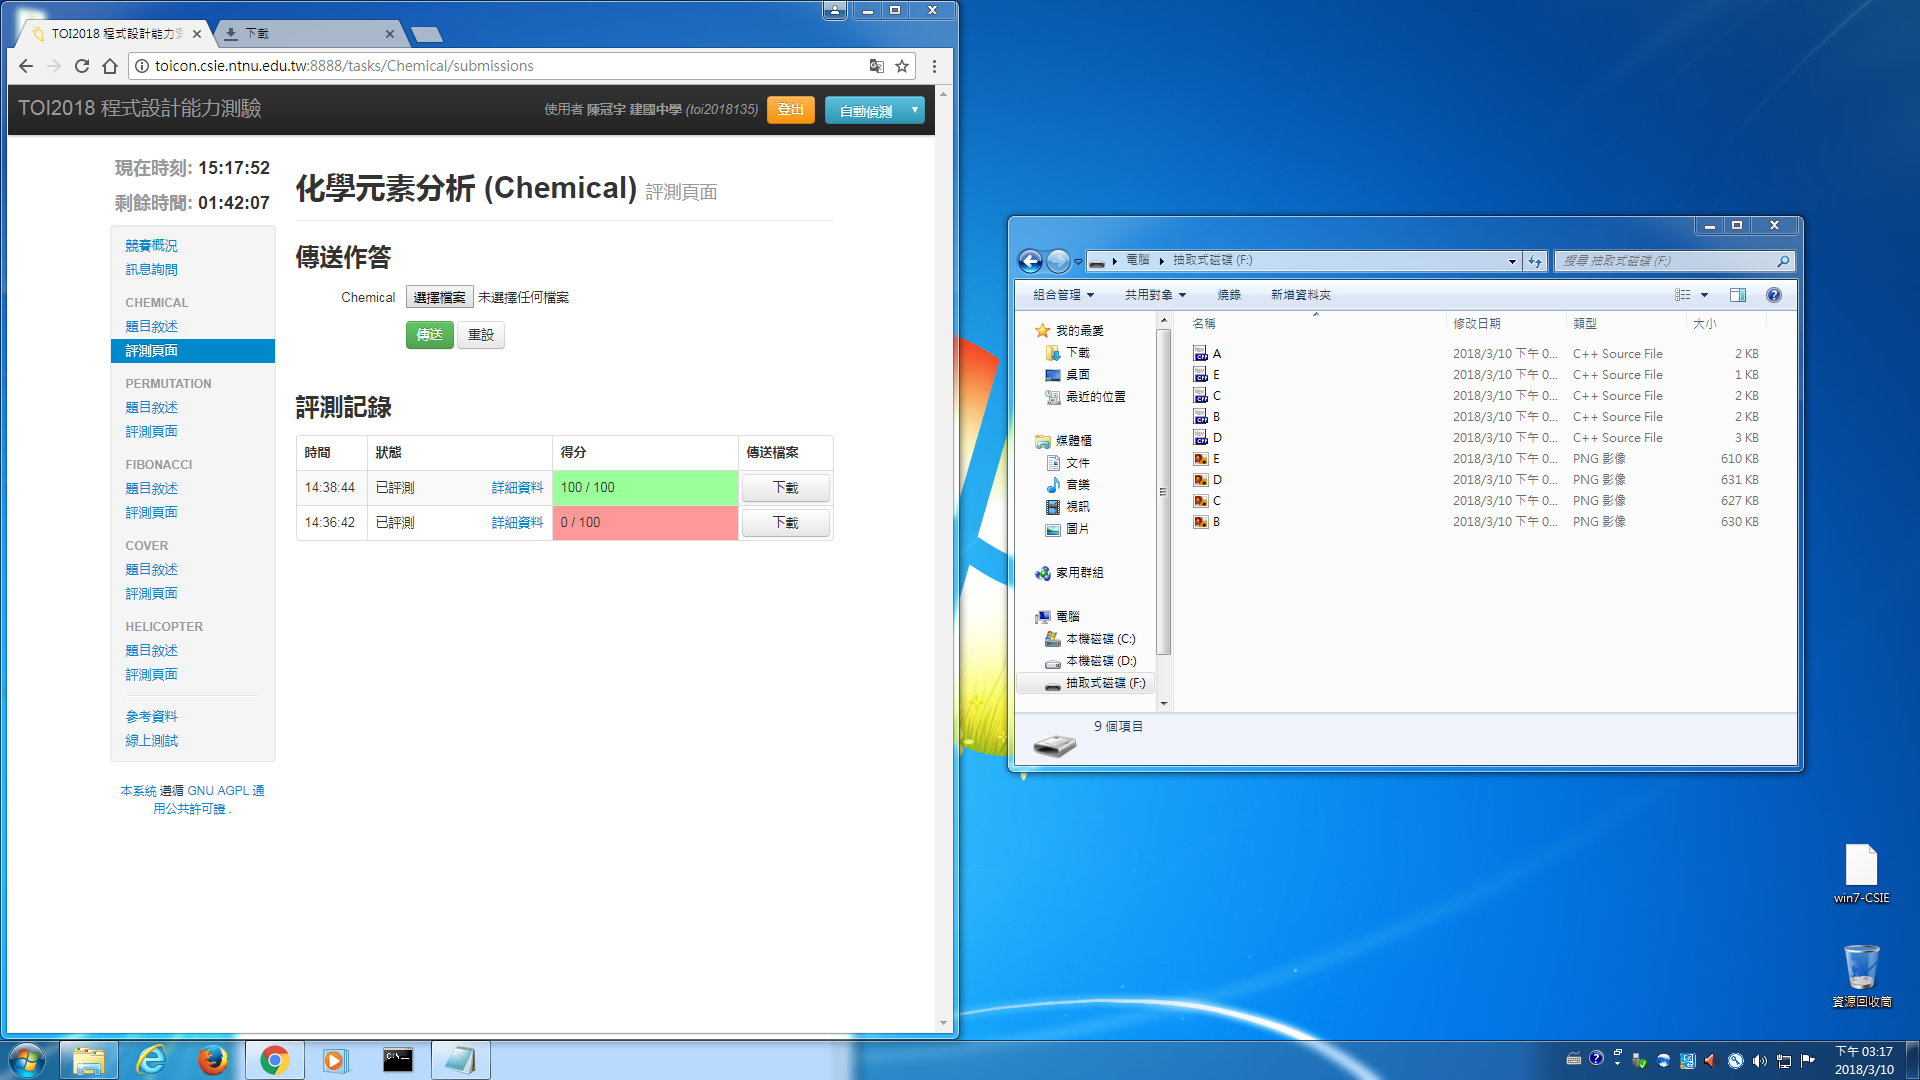 TOI2018 程式設計能力測
下載
toicon.csie.ntnu.edu.tw:8888/tasks/Chemical/submissions
TOI2018 程式設計能力測驗
使用者 陳冠宇 建國中學 (toi2018135)
登出
自動偵測
現在時刻: 15:17:52
剩餘時間: 01:42:07
競賽概況
訊息詢問
CHEMICAL
題目敘述
評測頁面
PERMUTATION
題目敘述
評測頁面
FIBONACCI
題目敘述
評測頁面
COVER
題目敘述
評測頁面
HELICOPTER
題目敘述
評測頁面
參考資料
線上測試
本系統 遵循 GNU AGPL 通
用公共許可證 .
化學元素分析 (Chemical) 評測頁面
傳送作答
Chemical 選擇檔案 未選擇任何檔案
傳送 重設
評測記錄
時間 狀態 得分 傳送檔案
14:38:44 已評測 詳細資料 100 / 100 下載
14:36:42 已評測 詳細資料 0 / 100 下載
電腦 抽取式磁碟 (F:)
搜尋 抽取式磁碟 (F:)
組合管理 共用對象 燒錄 新增資料夾
我的最愛
下載
桌面
最近的位置
媒體櫃
文件
音樂
視訊
圖片
家用群組
電腦
本機磁碟 (C:)
本機磁碟 (D:)
抽取式磁碟 (F:)
名稱 修改日期 類型 大小
A 2018/3/10 下午 0... C++ Source File 2 KB
E 2018/3/10 下午 0... C++ Source File 1 KB
C 2018/3/10 下午 0... C++ Source File 2 KB
B 2018/3/10 下午 0... C++ Source File 2 KB
D 2018/3/10 下午 0... C++ Source File 3 KB
E 2018/3/10 下午 0... PNG 影像 610 KB
D 2018/3/10 下午 0... PNG 影像 631 KB
C 2018/3/10 下午 0... PNG 影像 627 KB
B 2018/3/10 下午 0... PNG 影像 630 KB
9 個項目
win7-CSIE
資源回收筒
下午 03:17
2018/3/10